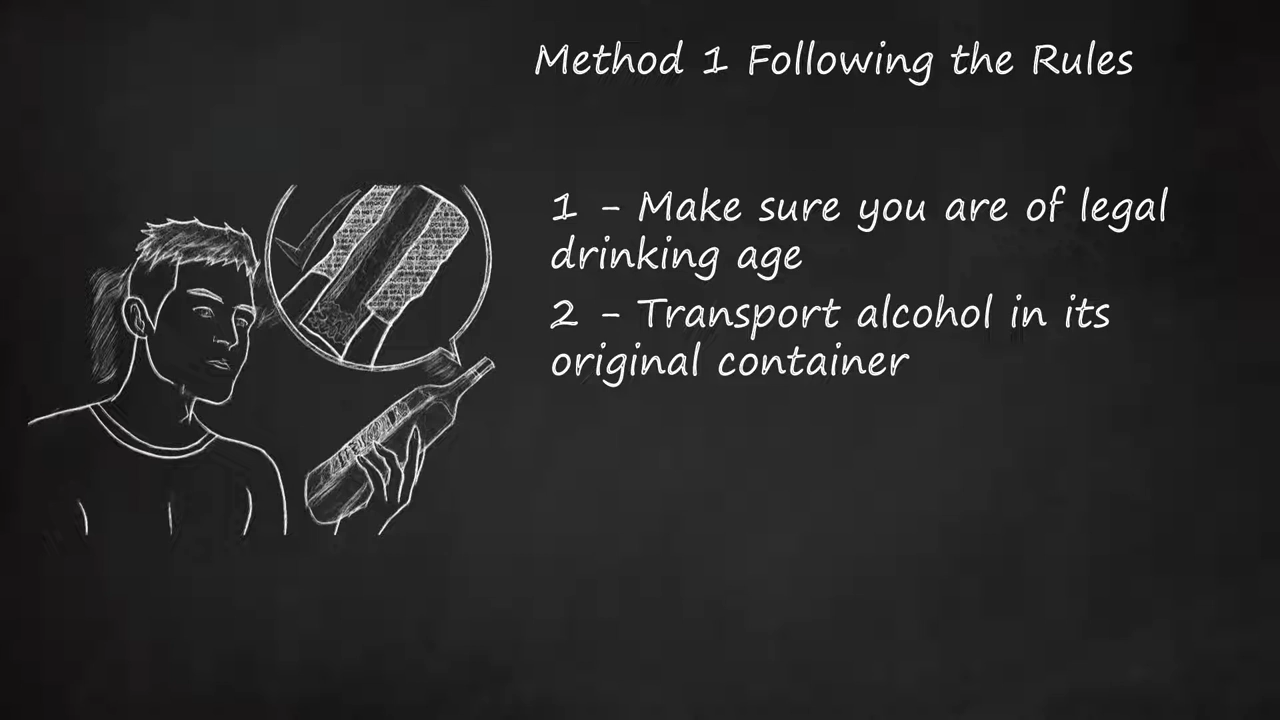 Method 1 Following the Rules
1 - Make sure you are of legal
drinking age
2 - Transport alcohol in its
original container